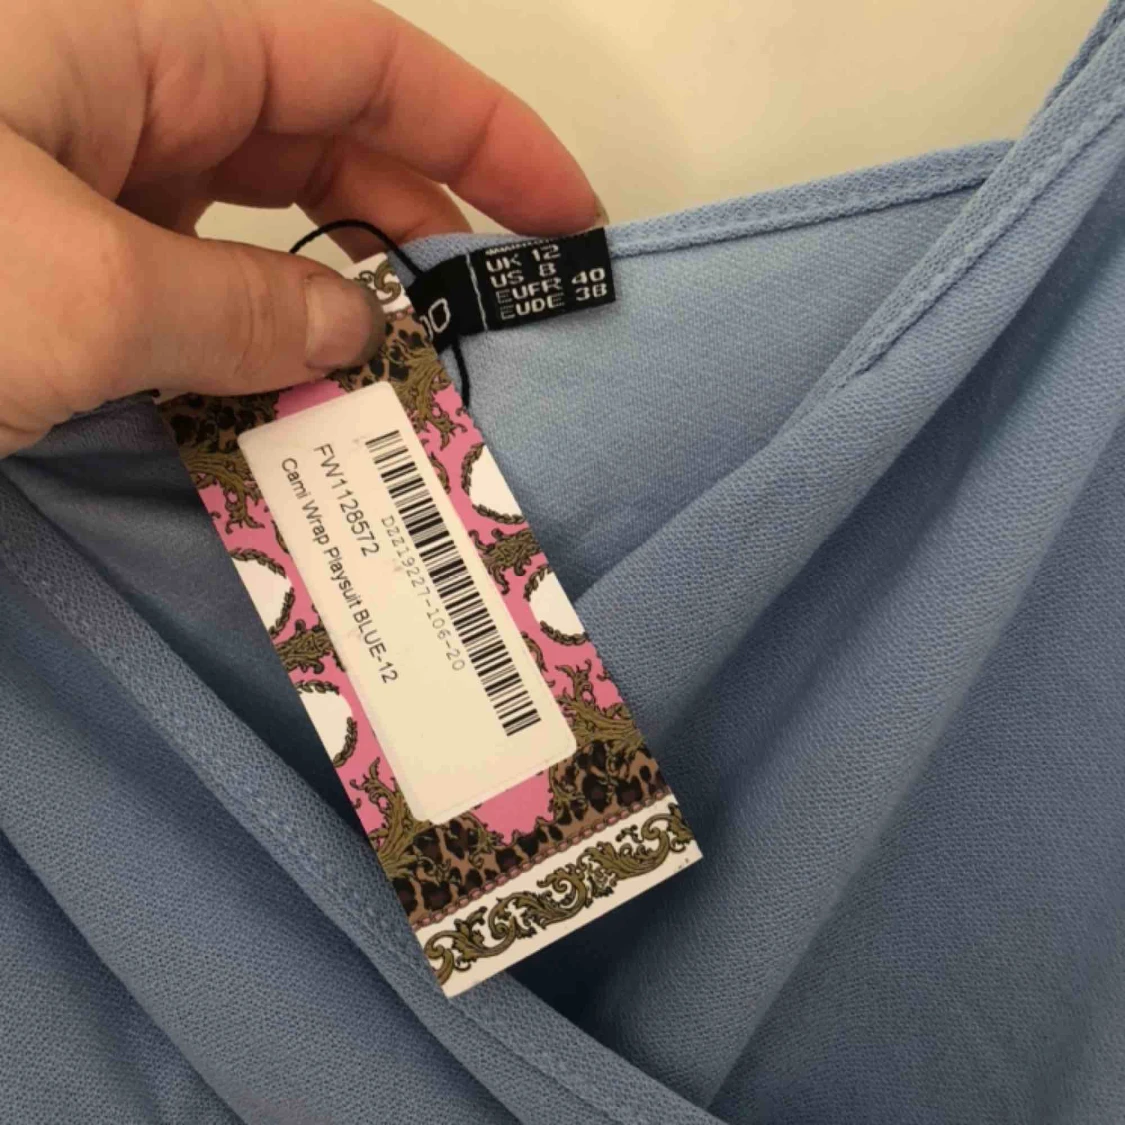 UK 12
US 8
EUFR 40
EUDE 38
DZZ19227-106-20
FW1128572
Cami Wrap Playsuit BLUE-12